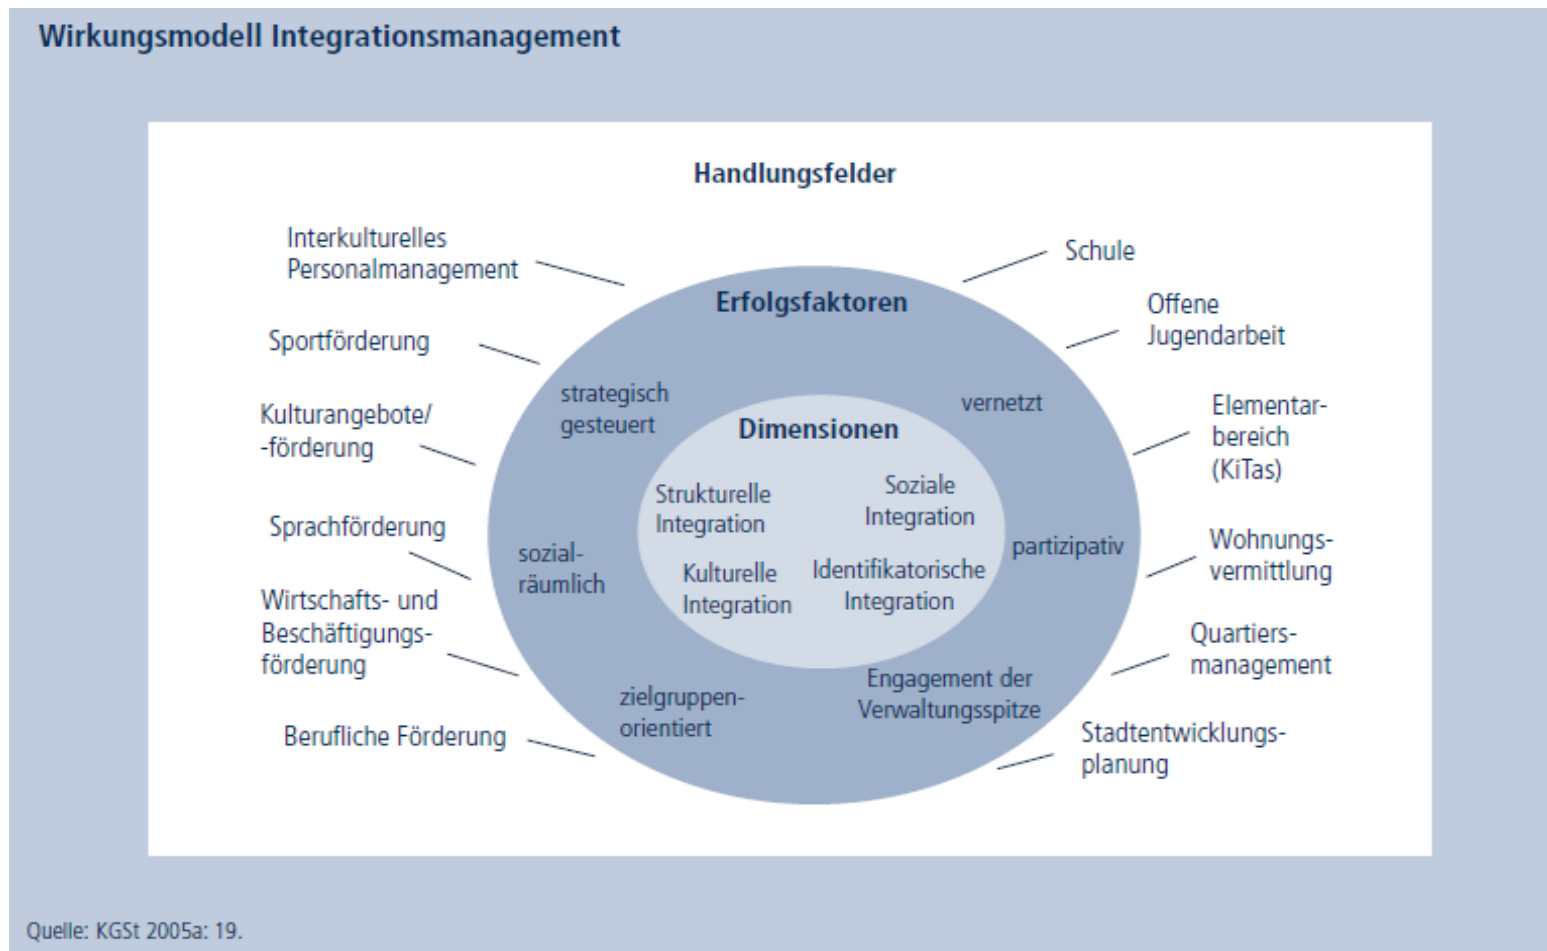 Wirkungsmodell Integrationsmanagement
Handlungsfelder
Interkulturelles
Personalmanagement
Sportförderung
Kulturangebote/
-förderung
Sprachförderung
Wirtschafts- und
Beschäftigungs-
förderung
Berufliche Förderung
Schule
Offene
Jugendarbeit
Elementar-
bereich
(KiTas)
Wohnungs-
vermittlung
Quartiers-
management
Stadtentwicklungs-
planung
Erfolgsfaktoren
strategisch
gesteuert
sozial-
räumlich
zielgruppen-
orientiert
vernetzt
partizipativ
Engagement der
Verwaltungsspitze
Dimensionen
Strukturelle
Integration
Soziale
Integration
Kulturelle
Integration
Identifikatorische
Integration
Quelle: KGSt 2005a: 19.